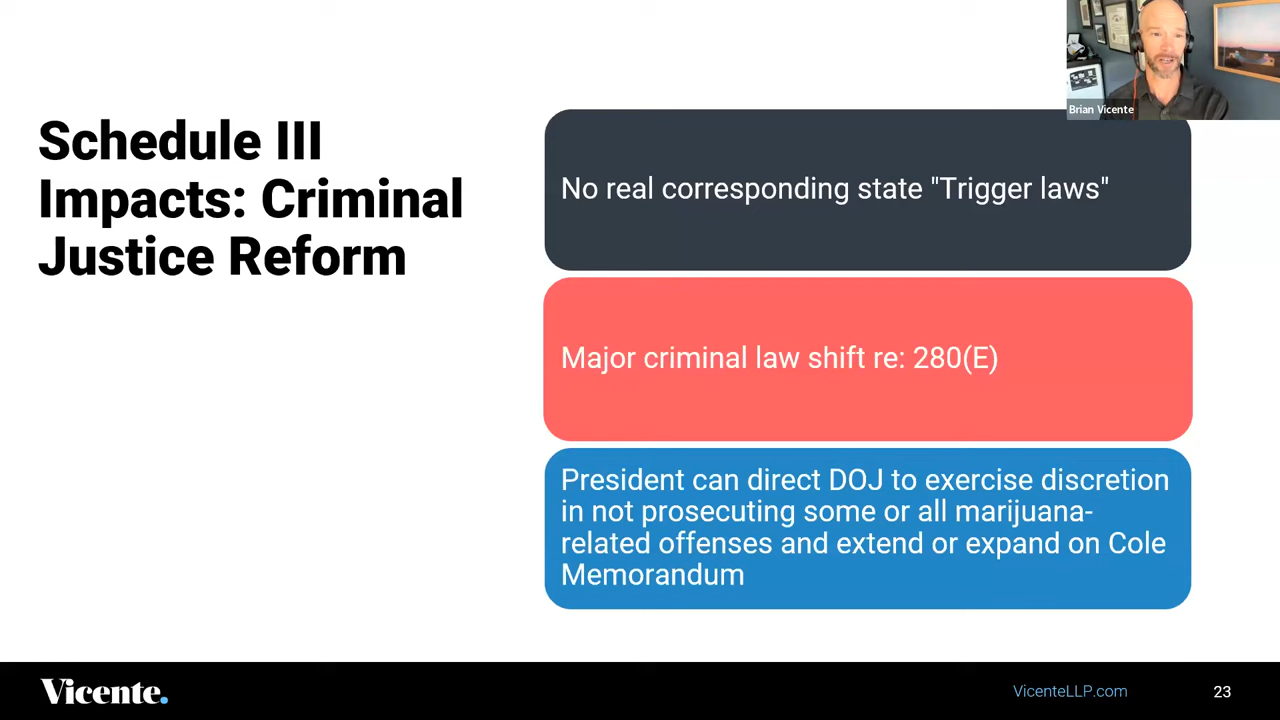 Brian Vicente
Schedule III
Impacts: Criminal
Justice Reform
No real corresponding state "Trigger laws"
Major criminal law shift re: 280(E)
President can direct DOJ to exercise discretion
in not prosecuting some or all marijuana-
related offenses and extend or expand on Cole
Memorandum
Vicente.
VicenteLLP.com
23